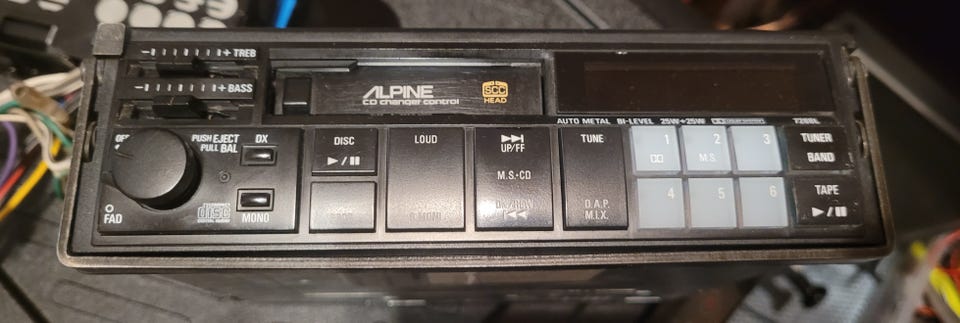 - + TREB
- + BASS
ALPINE
CD changer control
SCC
HEAD
AUTO METAL BI-LEVEL 25W+25W
OFF
PUSH EJECT
PULL BAL
DX
FAD
disc
MONO
DISC
▶/❚❚
LOUD
▶▶❙
UP/FF
M.S•CD
❙◀◀
TUNE
D.A.P.
M.I.X.
1
2
M.S.
3
4
5
6
TUNER
BAND
TAPE
▶/❚❚